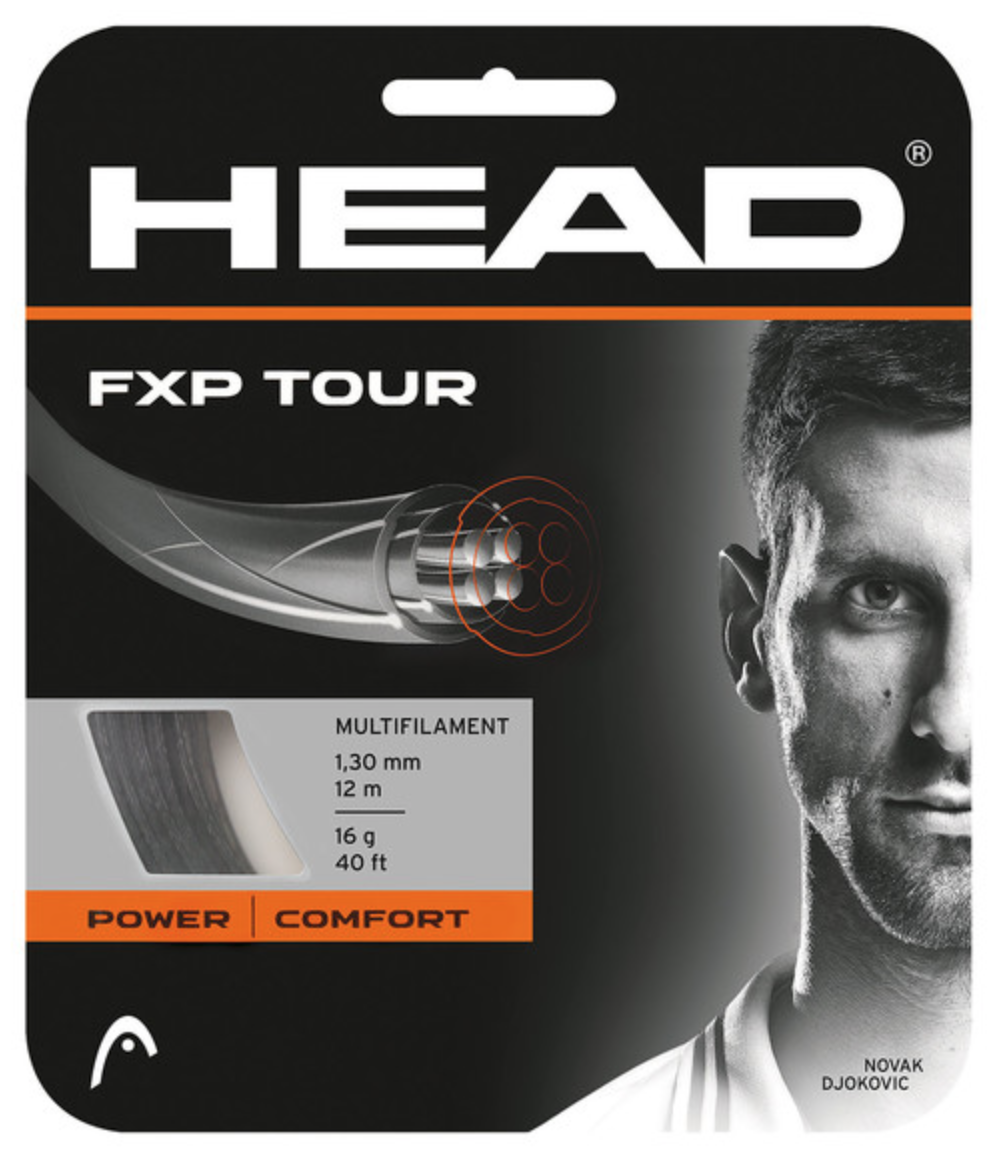 HEAD®
FXP TOUR
MULTIFILAMENT
1,30 mm
12 m
16 g
40 ft
POWER | COMFORT
NOVAK
DJOKOVIC